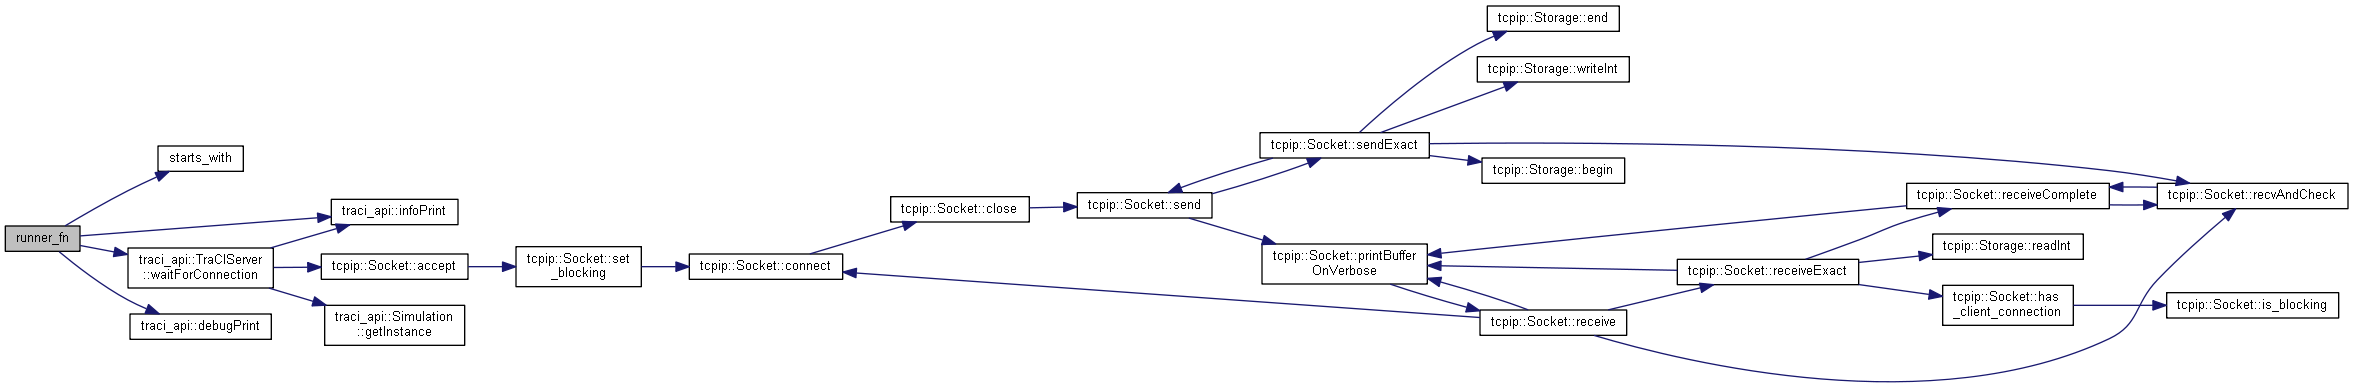 runner_fn
starts_with
traci_api::infoPrint
traci_api::TraCIServer
::waitForConnection
traci_api::debugPrint
tcpip::Socket::accept
traci_api::Simulation
::getInstance
tcpip::Socket::set
_blocking
tcpip::Socket::connect
tcpip::Socket::close
tcpip::Socket::send
tcpip::Socket::sendExact
tcpip::Socket::printBuffer
OnVerbose
tcpip::Storage::end
tcpip::Storage::writeInt
tcpip::Storage::begin
tcpip::Socket::receive
tcpip::Socket::receiveExact
tcpip::Socket::receiveComplete
tcpip::Storage::readInt
tcpip::Socket::has
_client_connection
tcpip::Socket::recvAndCheck
tcpip::Socket::is_blocking